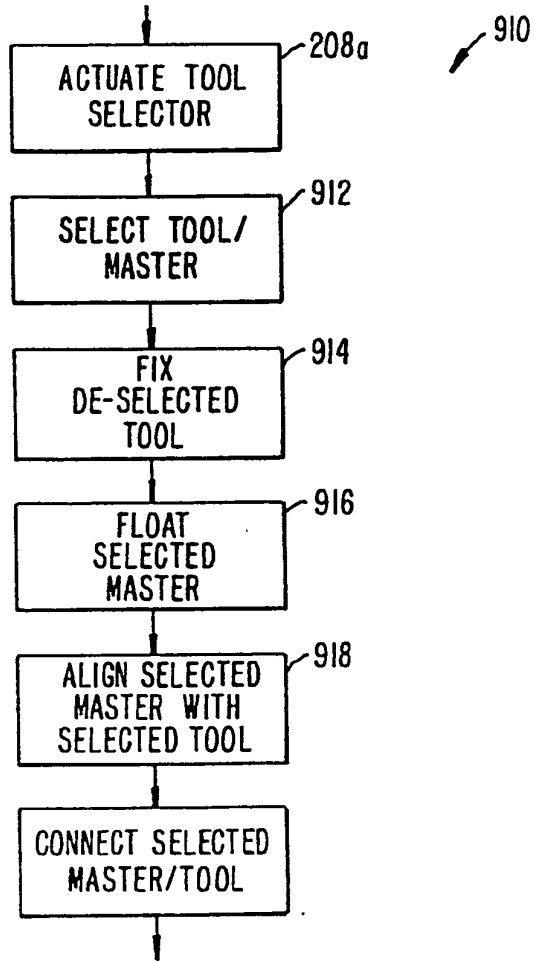 910
208a
ACTUATE TOOL
SELECTOR
912
SELECT TOOL/
MASTER
914
FIX
DE-SELECTED
TOOL
916
FLOAT
SELECTED
MASTER
918
ALIGN SELECTED
MASTER WITH
SELECTED TOOL
CONNECT SELECTED
MASTER/TOOL